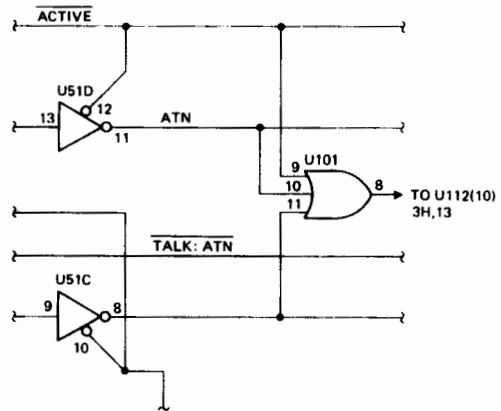 ACTIVE
U51D
12
13
11
ATN
U101
9
10
11
8
TO U112(10)
3H,13
TALK: ATN
U51C
9
8
10